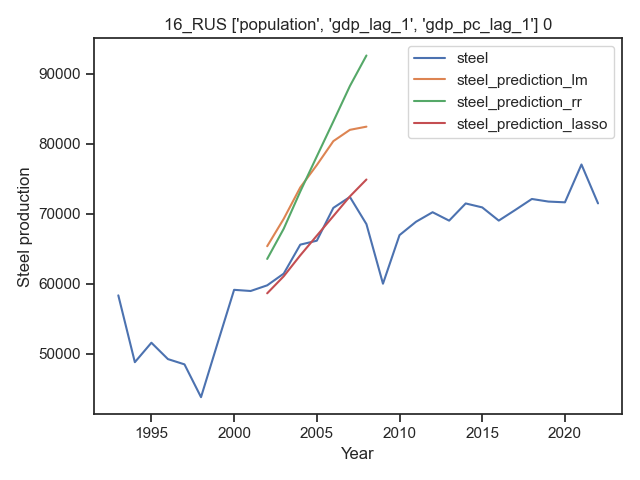 16_RUS ['population', 'gdp_lag_1', 'gdp_pc_lag_1'] 0
steel
steel_prediction_lm
steel_prediction_rr
steel_prediction_lasso
90000
80000
70000
60000
50000
Steel production
1995 2000 2005 2010 2015 2020
Year